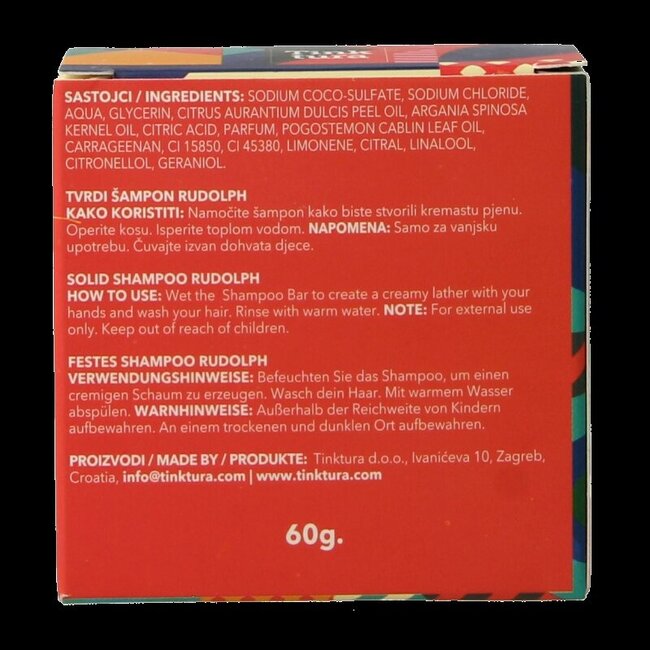 Tink
tura
SASTOJCI / INGREDIENTS: SODIUM COCO-SULFATE, SODIUM CHLORIDE,
AQUA, GLYCERIN, CITRUS AURANTIUM DULCIS PEEL OIL, ARGANIA SPINOSA
KERNEL OIL, CITRIC ACID, PARFUM, POGOSTEMON CABLIN LEAF OIL,
CARRAGEENAN, CI 15850, CI 45380, LIMONENE, CITRAL, LINALOOL,
CITRONELLOL, GERANIOL.
TVRDI ŠAMPON RUDOLPH
KAKO KORISTITI: Namočite šampon kako biste stvorili kremastu pjenu.
Operite kosu. Isperite toplom vodom. NAPOMENA: Samo za vanjsku
upotrebu. Čuvajte izvan dohvata djece.
SOLID SHAMPOO RUDOLPH
HOW TO USE: Wet the Shampoo Bar to create a creamy lather with your
hands and wash your hair. Rinse with warm water. NOTE: For external use
only. Keep out of reach of children.
FESTES SHAMPOO RUDOLPH
VERWENDUNGSHINWEISE: Befeuchten Sie das Shampoo, um einen
cremigen Schaum zu erzeugen. Wasch dein Haar. Mit warmem Wasser
abspülen. WARNHINWEISE: Außerhalb der Reichweite von Kindern
aufbewahren. An einem trockenen und dunklen Ort aufbewahren.
PROIZVODI / MADE BY / PRODUKTE: Tinktura d.o.o., Ivanićeva 10, Zagreb,
Croatia, info@tinktura.com | www.tinktura.com
60g.